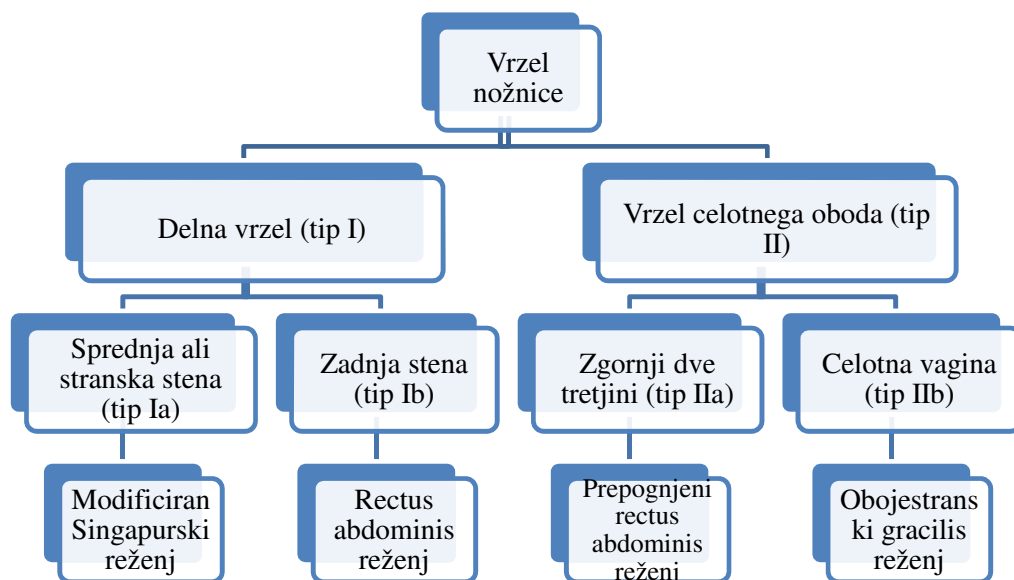 Vrzel
nožnice
Delna vrzel (tip I)
Vrzel celotnega oboda (tip
II)
Sprednja ali
stranska stena
(tip Ia)
Zadnja stena
(tip Ib)
Zgornji dve
tretjini (tip IIa)
Celotna vagina
(tip IIb)
Modificiran
Singapurski
reženj
Rectus
abdominis
reženj
Prepognjeni
rectus
abdominis
reženj
Obojestrans
ki gracilis
reženj